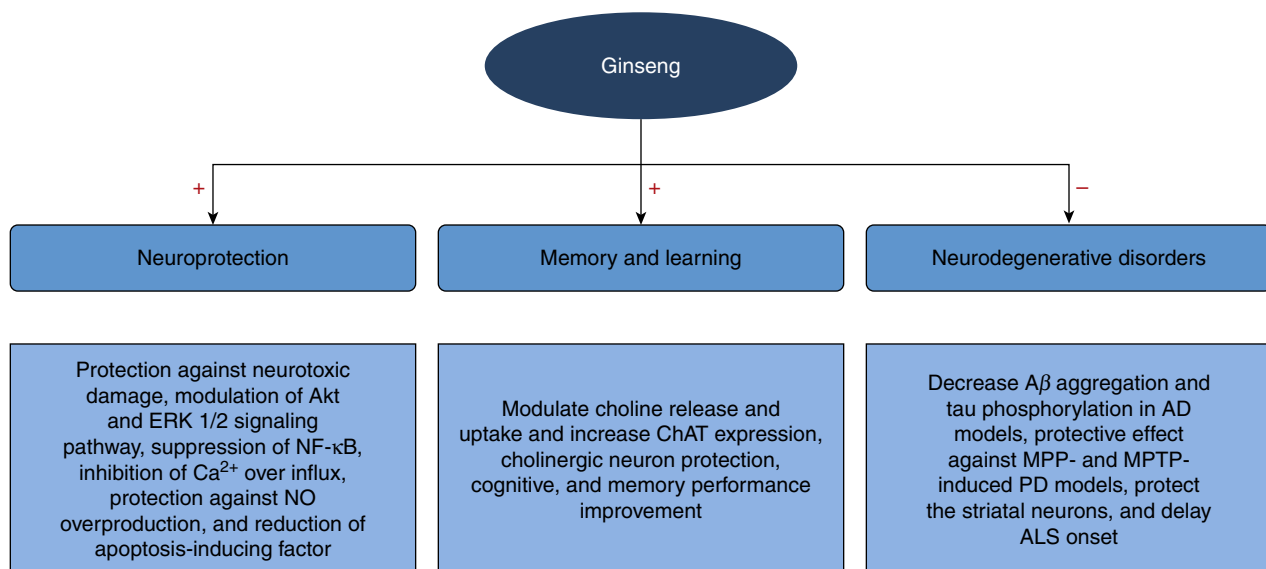 Ginseng
+
+
−
Neuroprotection
Memory and learning
Neurodegenerative disorders
Protection against neurotoxic
damage, modulation of Akt
and ERK 1/2 signaling
pathway, suppression of NF-κB,
inhibition of Ca²⁺ over influx,
protection against NO
overproduction, and reduction of
apoptosis-inducing factor
Modulate choline release and
uptake and increase ChAT expression,
cholinergic neuron protection,
cognitive, and memory performance
improvement
Decrease Aβ aggregation and
tau phosphorylation in AD
models, protective effect
against MPP- and MPTP-
induced PD models, protect
the striatal neurons, and delay
ALS onset